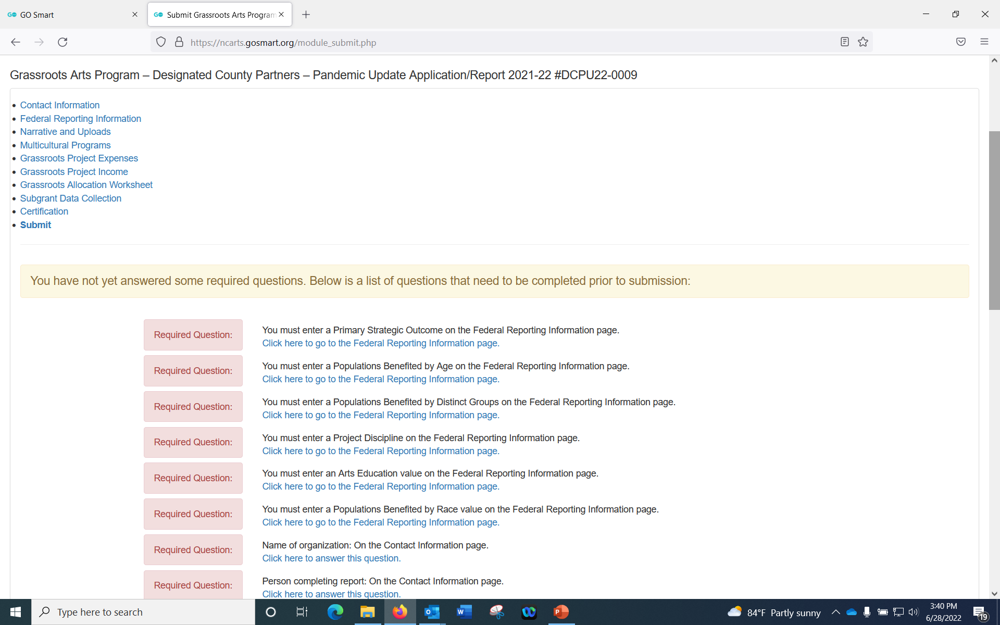 GO Smart
Submit Grassroots Arts Program
https://ncarts.gosmart.org/module_submit.php
Grassroots Arts Program – Designated County Partners – Pandemic Update Application/Report 2021-22 #DCPU22-0009
• Contact Information
• Federal Reporting Information
• Narrative and Uploads
• Multicultural Programs
• Grassroots Project Expenses
• Grassroots Project Income
• Grassroots Allocation Worksheet
• Subgrant Data Collection
• Certification
• Submit
You have not yet answered some required questions. Below is a list of questions that need to be completed prior to submission:
Required Question:
You must enter a Primary Strategic Outcome on the Federal Reporting Information page.
Click here to go to the Federal Reporting Information page.
Required Question:
You must enter a Populations Benefited by Age on the Federal Reporting Information page.
Click here to go to the Federal Reporting Information page.
Required Question:
You must enter a Populations Benefited by Distinct Groups on the Federal Reporting Information page.
Click here to go to the Federal Reporting Information page.
Required Question:
You must enter a Project Discipline on the Federal Reporting Information page.
Click here to go to the Federal Reporting Information page.
Required Question:
You must enter an Arts Education value on the Federal Reporting Information page.
Click here to go to the Federal Reporting Information page.
Required Question:
You must enter a Populations Benefited by Race value on the Federal Reporting Information page.
Click here to go to the Federal Reporting Information page.
Required Question:
Name of organization: On the Contact Information page.
Click here to answer this question.
Required Question:
Person completing report: On the Contact Information page.
Click here to answer this question.
Type here to search
84°F Partly sunny
3:40 PM
6/28/2022
19